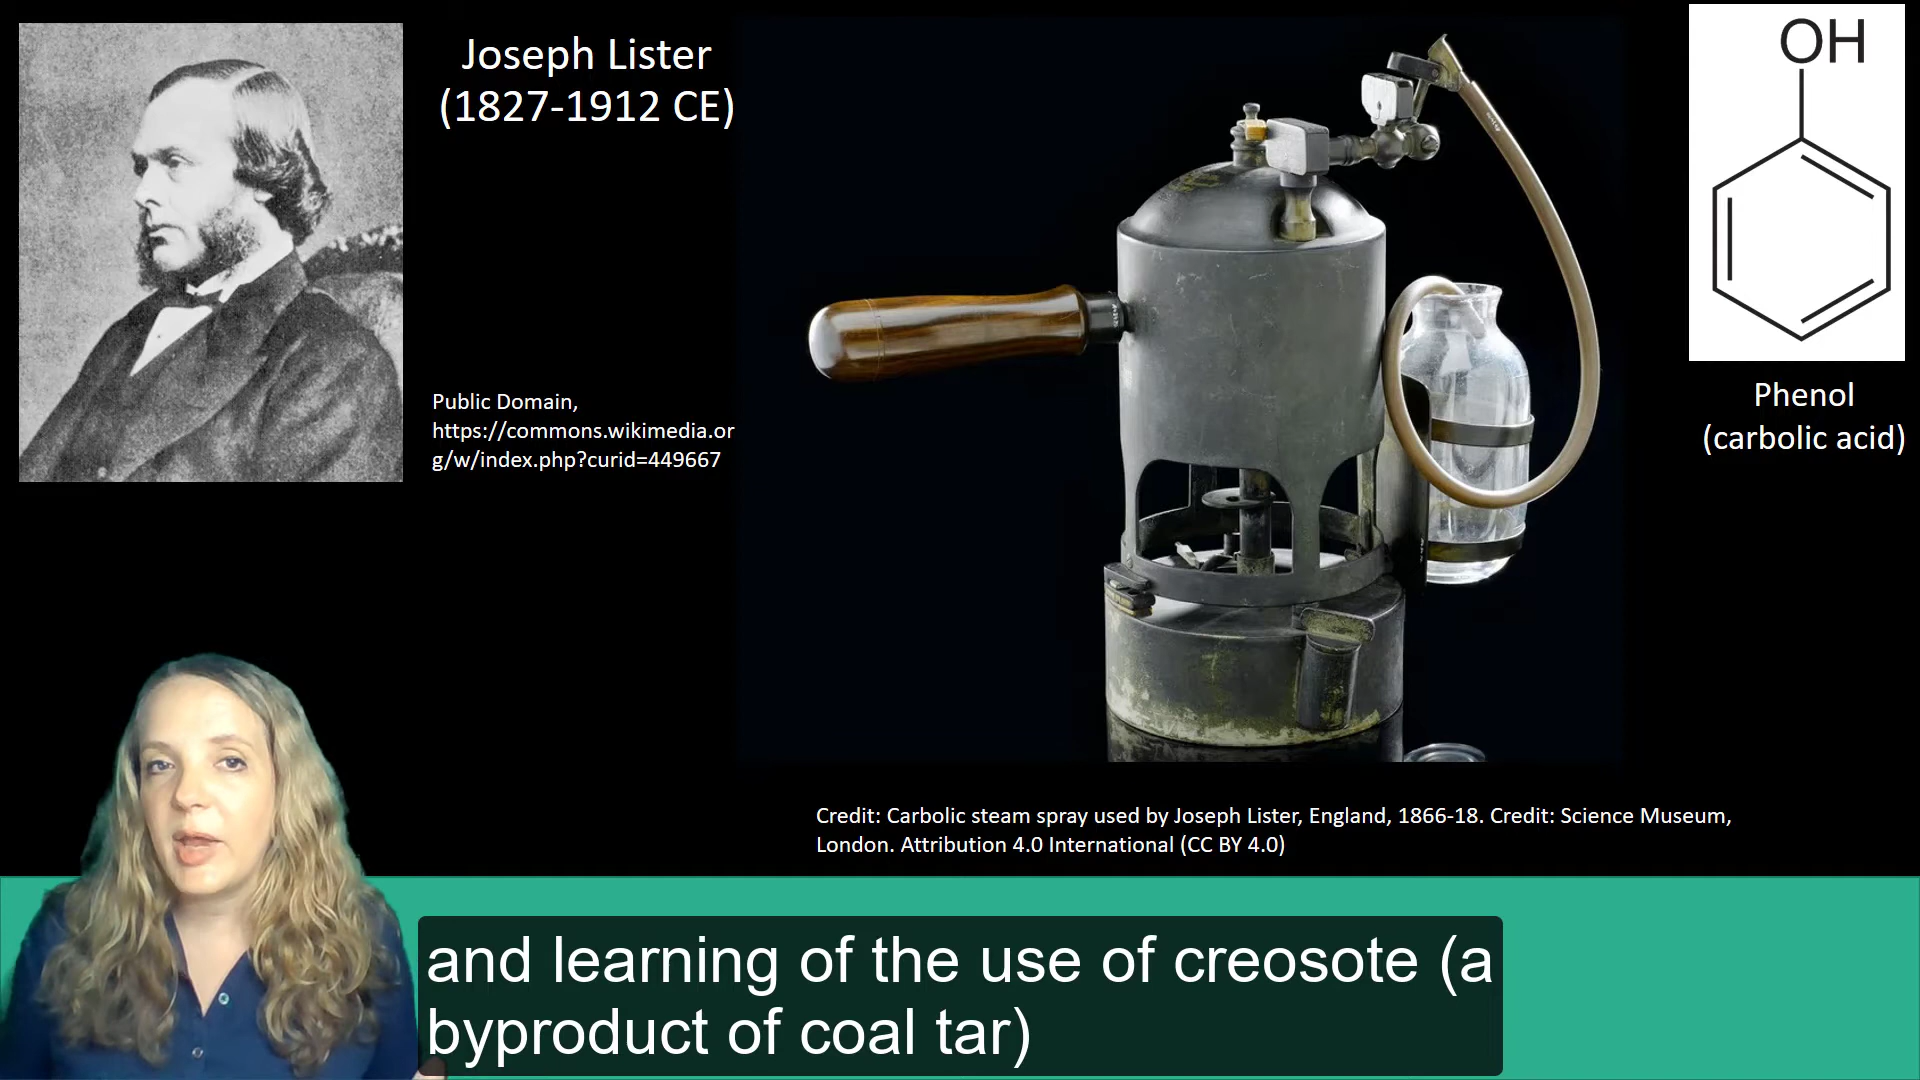 Joseph Lister
(1827-1912 CE)
Public Domain,
https://commons.wikimedia.or
g/w/index.php?curid=449667
OH
Phenol
(carbolic acid)
Credit: Carbolic steam spray used by Joseph Lister, England, 1866-18. Credit: Science Museum,
London. Attribution 4.0 International (CC BY 4.0)
and learning of the use of creosote (a
byproduct of coal tar)